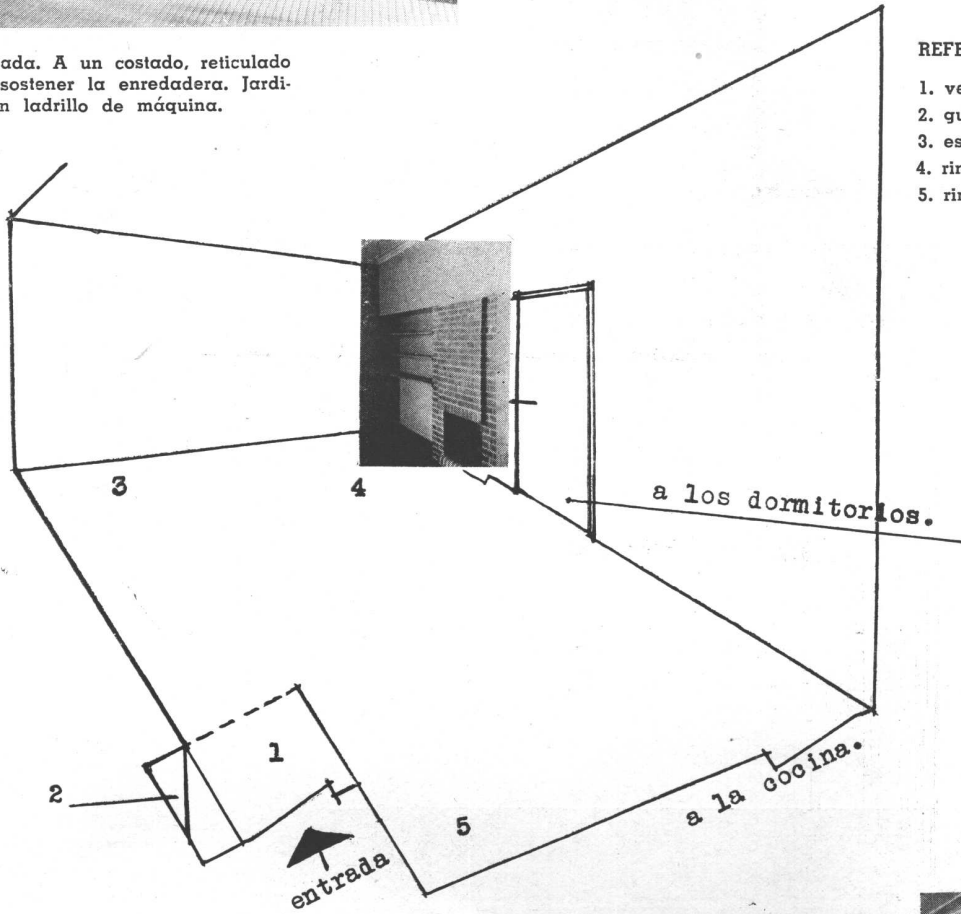 ada. A un costado, reticulado
sostener la enredadera. Jardi-
n ladrillo de máquina.
REFE
1. ve
2. gu
3. es
4. rin
5. rin
3
4
a los dormitorios.
1
2
5
a la cocina.
entrada